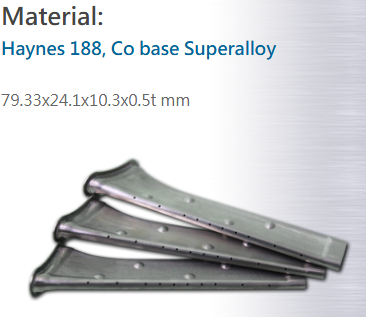 Material:
Haynes 188, Co base Superalloy
79.33x24.1x10.3x0.5t mm